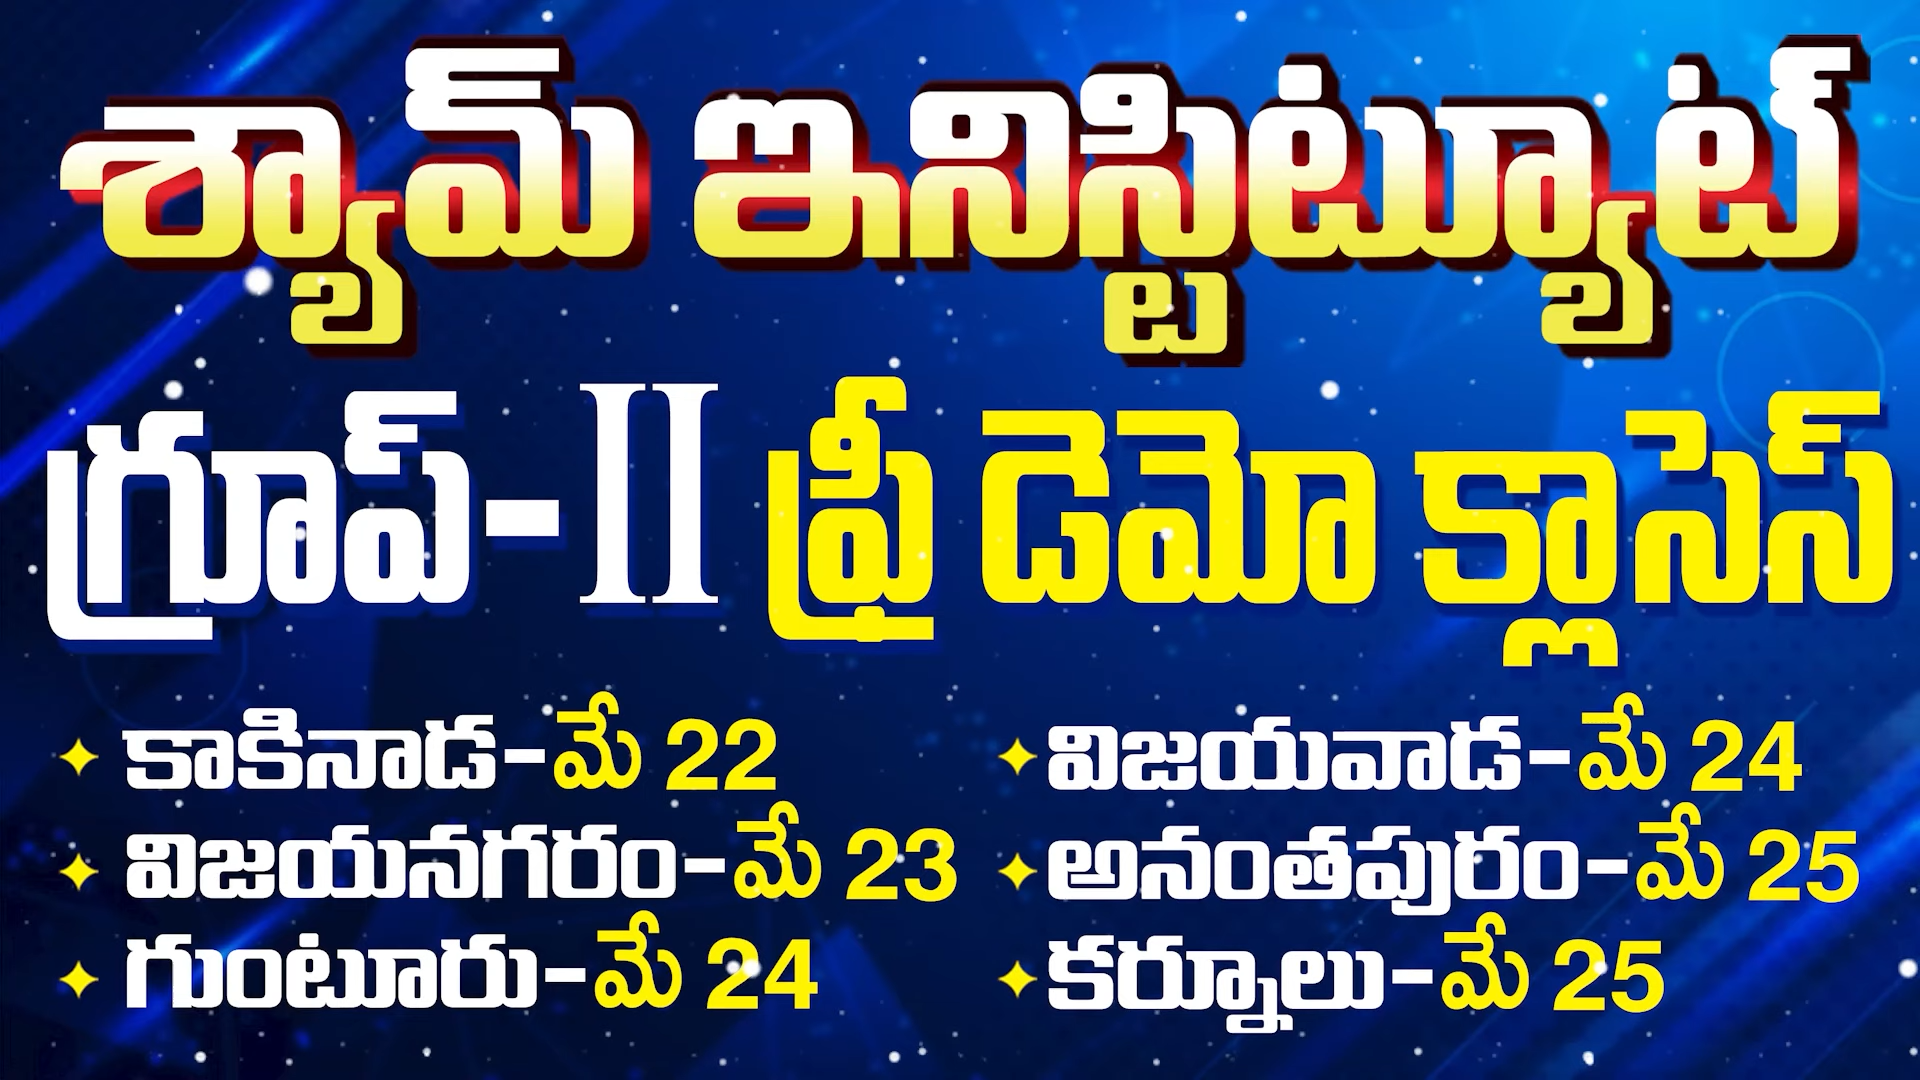 శ్యామ్ ఇనిస్టిట్యూట్
గ్రూప్-II ఫ్రీ డెమో క్లాసెస్
కాకినాడ-మే 22
విజయనగరం-మే 23
గుంటూరు-మే 24
విజయవాడ-మే 24
అనంతపురం-మే 25
కర్నూలు-మే 25